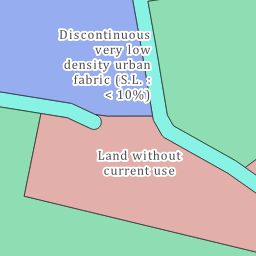 Discontinuous
very low
density urban
fabric (S.L. :
< 10%)
Land without
current use